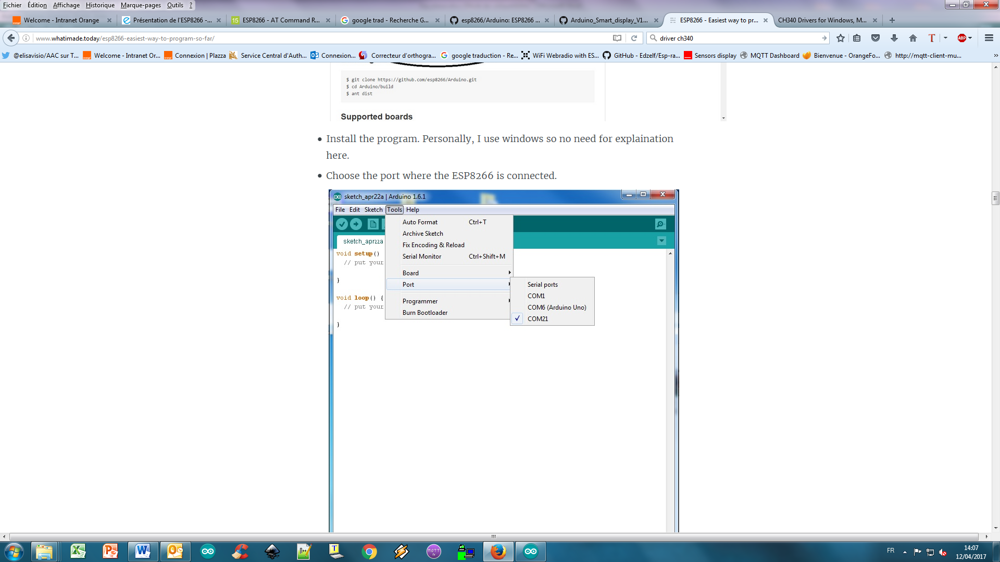 Fichier Édition Affichage Historique Marque-pages Outils ?
Welcome - Intranet Orange
Présentation de l'ESP8266 -...
ESP8266 - AT Command R...
google trad - Recherche G...
esp8266/Arduino: ESP8266 ...
Arduino_Smart_display_V1...
ESP8266 - Easiest way to pr...
CH340 Drivers for Windows, M...
www.whatimade.today/esp8266-easiest-way-to-program-so-far/
driver ch340
T
ABP
@elisavisio/AAC sur T...
Welcome - Intranet Or...
Connexion | Plazza
Service Central d'Auth...
Connexion...
Correcteur d'orthogra...
google traduction - Re...
WiFi Webradio with ES...
GitHub - Edzelf/Esp-ra...
Sensors display
MQTT Dashboard
Bienvenue - OrangeFo...
http://mqtt-client-mu...
$ git clone https://github.com/esp8266/Arduino.git
$ cd Arduino/build
$ ant dist
Supported boards
• Install the program. Personally, I use windows so no need for explaination
here.
• Choose the port where the ESP8266 is connected.
sketch_apr22a | Arduino 1.6.1
File Edit Sketch Tools Help
Auto Format Ctrl+T
Archive Sketch
Fix Encoding & Reload
Serial Monitor Ctrl+Shift+M
Board
Port
Programmer
Burn Bootloader
Serial ports
COM1
COM6 (Arduino Uno)
COM21
sketch_apr22a
void setup()
// put your
}
void loop() {
// put your
}
FR
14:07
12/04/2017